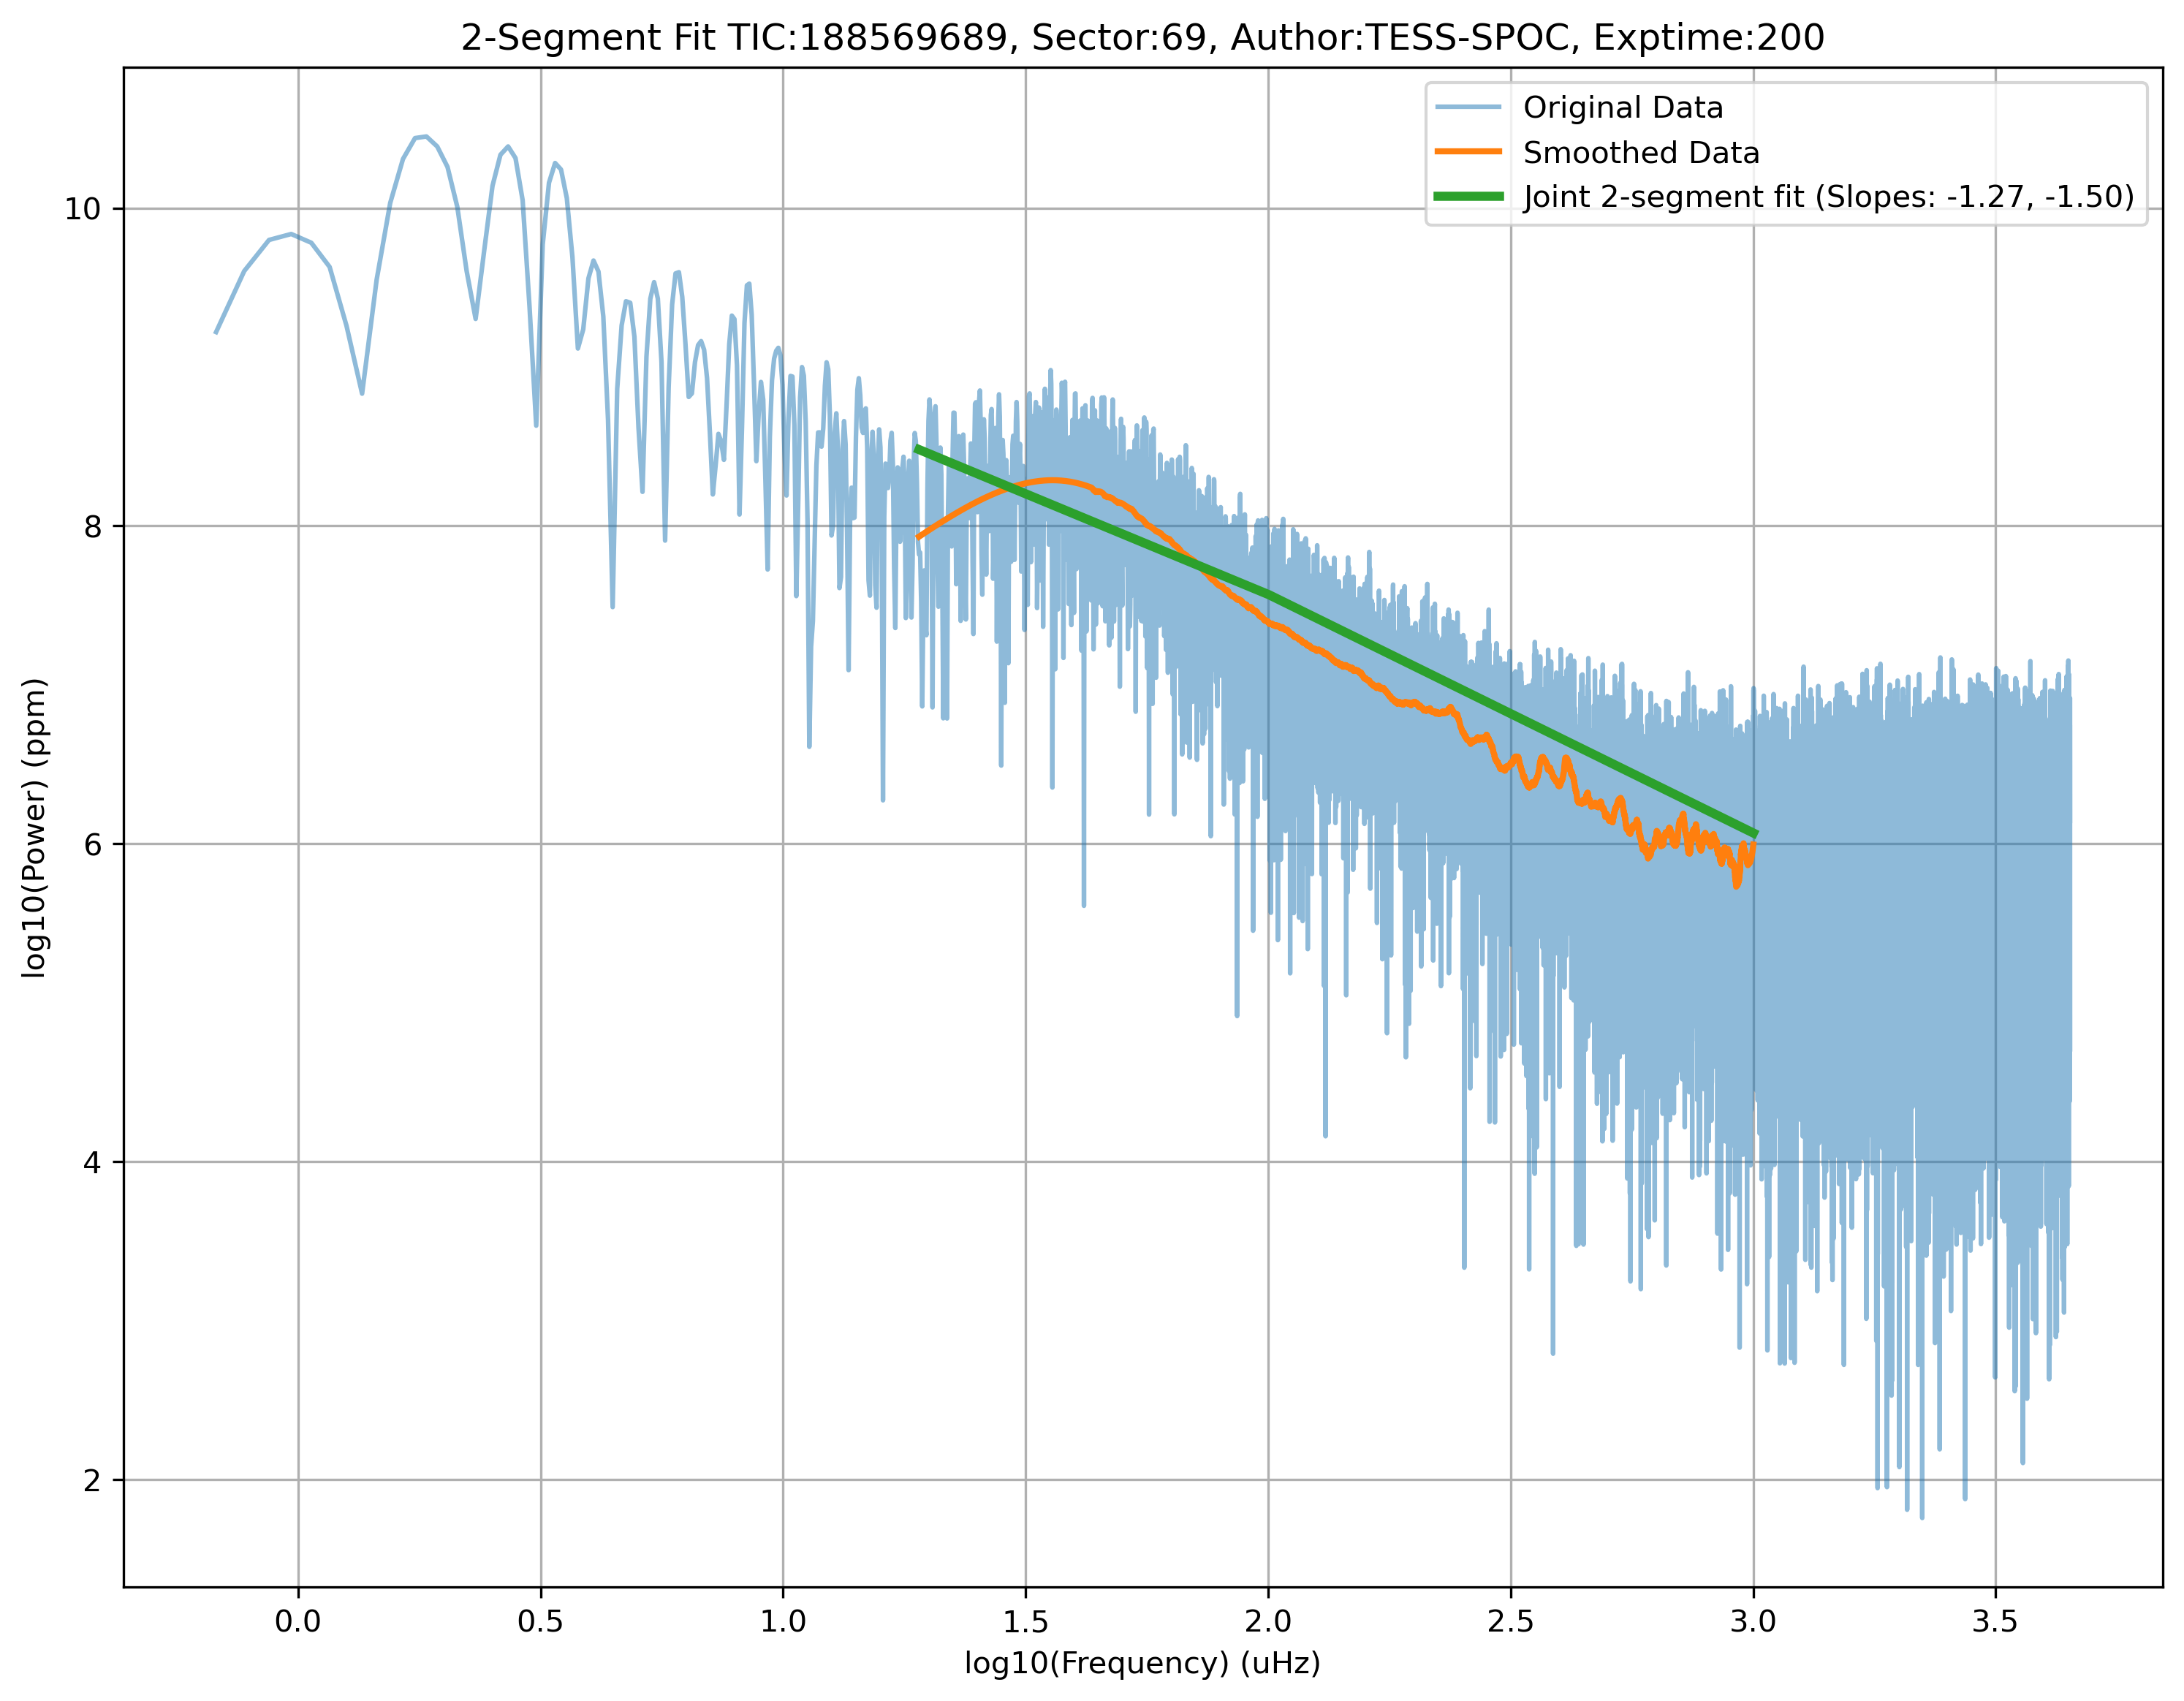 2-Segment Fit TIC:188569689, Sector:69, Author:TESS-SPOC, Exptime:200
Original Data
Smoothed Data
Joint 2-segment fit (Slopes: -1.27, -1.50)
log10(Power) (ppm)
10
8
6
4
2
0.0 0.5 1.0 1.5 2.0 2.5 3.0 3.5
log10(Frequency) (uHz)